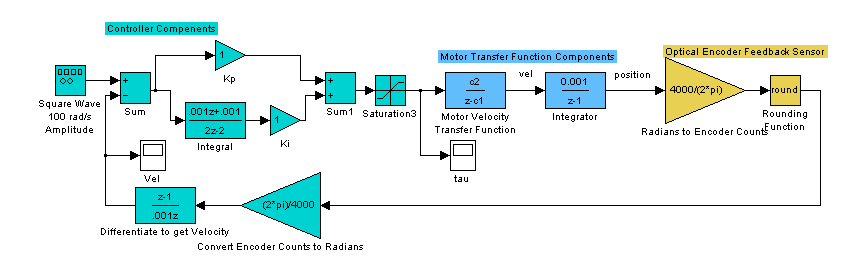 Controller Compenents
Motor Transfer Function Components
Optical Encoder Feedback Sensor
Square Wave
100 rad/s
Amplitude
+
−
Sum
1
Kp
.001z+.001
2z-2
Integral
1
Ki
+
+
Sum1
Saturation3
c2
z-c1
Motor Velocity
Transfer Function
vel
0.001
z-1
Integrator
position
4000/(2*pi)
Radians to Encoder Counts
round
Rounding
Function
Vel
tau
z-1
.001z
Differentiate to get Velocity
(2*pi)/4000
Convert Encoder Counts to Radians